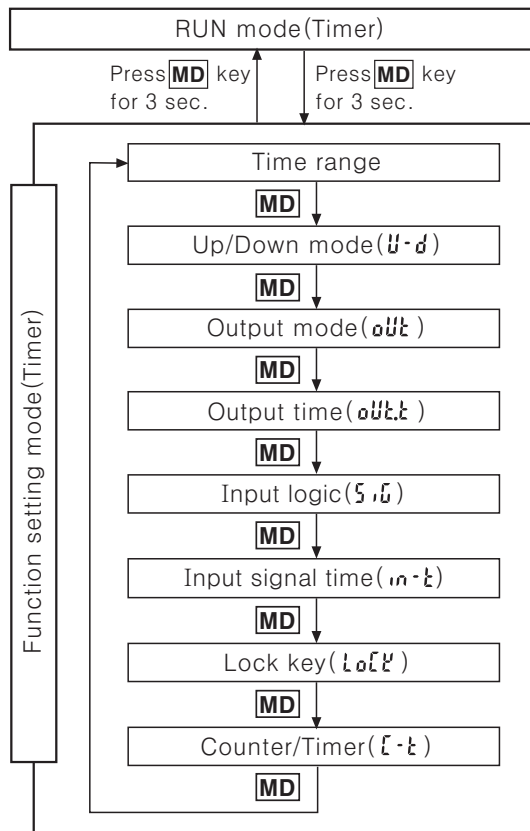 RUN mode(Timer)
Press MD key
for 3 sec.
Press MD key
for 3 sec.
Function setting mode(Timer)
Time range
MD
Up/Down mode(U-d)
MD
Output mode(oUt)
MD
Output time(oUt.t)
MD
Input logic(SiG)
MD
Input signal time(in-t)
MD
Lock key(LoCK)
MD
Counter/Timer(C-t)
MD